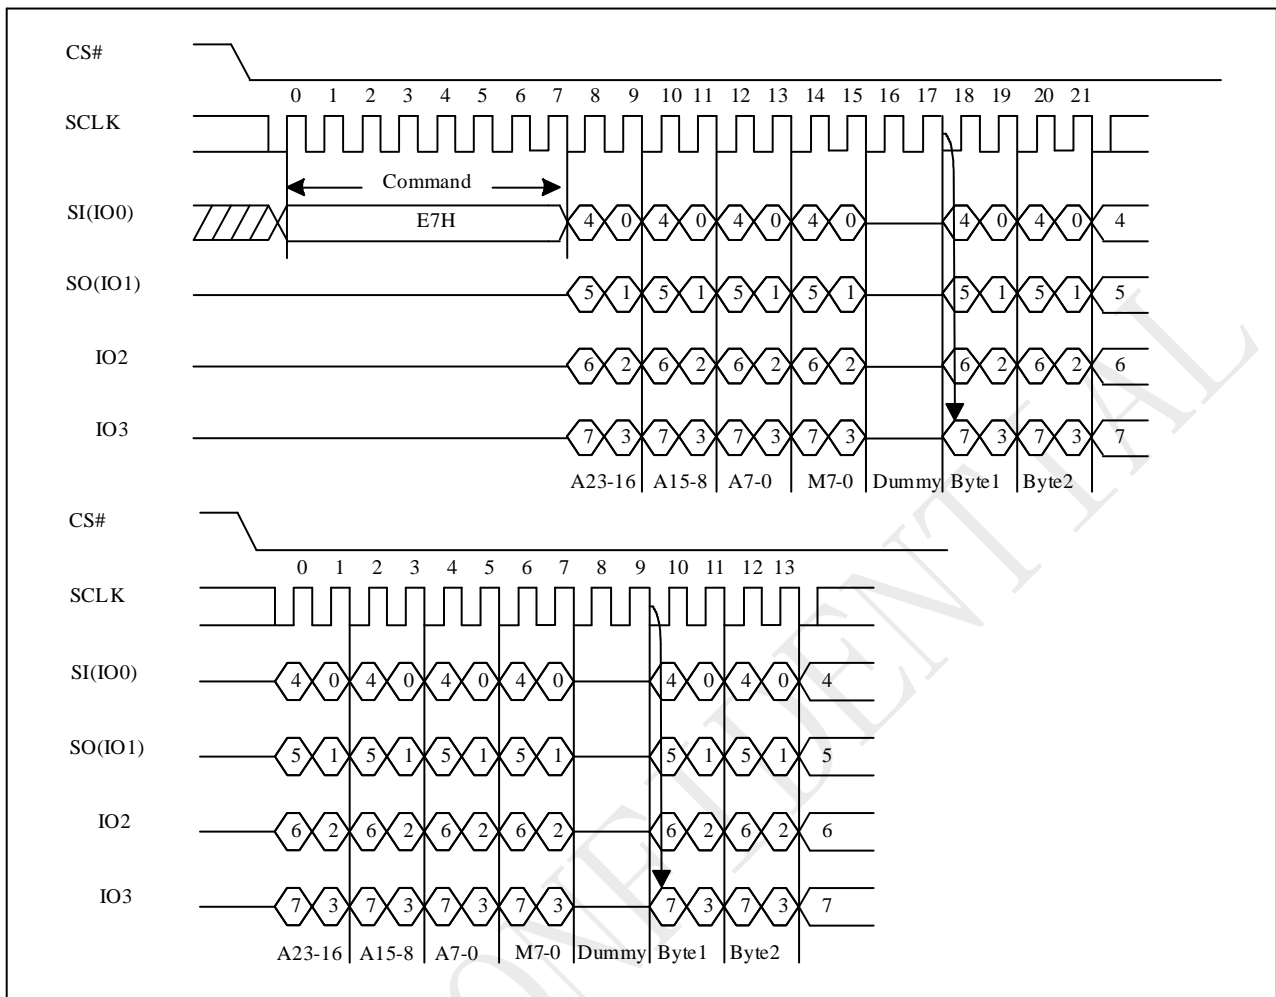 CS#
0 1 2 3 4 5 6 7 8 9 10 11 12 13 14 15 16 17 18 19 20 21
SCLK
Command
SI(IO0) E7H 4 0 4 0 4 0 4 0 4 0 4 0 4
SO(IO1) 5 1 5 1 5 1 5 1 5 1 5 1 5
IO2 6 2 6 2 6 2 6 2 6 2 6 2 6
IO3 7 3 7 3 7 3 7 3 7 3 7 3 7
A23-16 A15-8 A7-0 M7-0 Dummy Byte1 Byte2
CS#
0 1 2 3 4 5 6 7 8 9 10 11 12 13
SCLK
SI(IO0) 4 0 4 0 4 0 4 0 4 0 4 0 4
SO(IO1) 5 1 5 1 5 1 5 1 5 1 5 1 5
IO2 6 2 6 2 6 2 6 2 6 2 6 2 6
IO3 7 3 7 3 7 3 7 3 7 3 7 3 7
A23-16 A15-8 A7-0 M7-0 Dummy Byte1 Byte2
ONFIDENTIAL